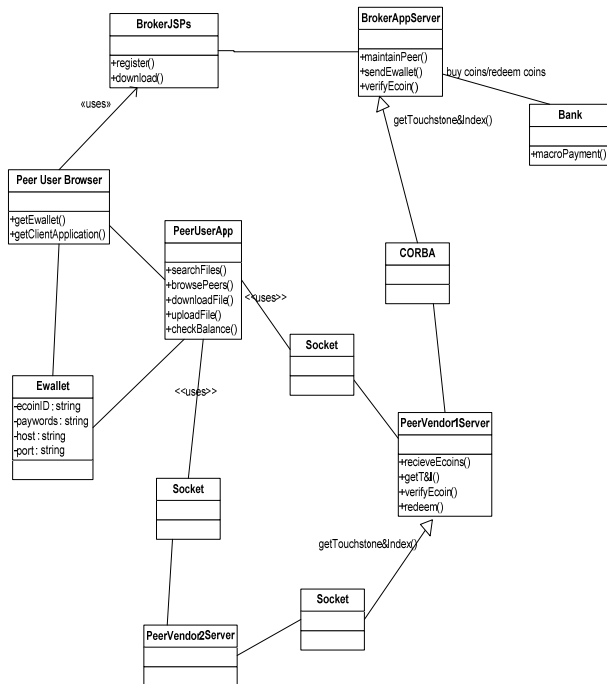 BrokerJSPs
+register()
+download()
BrokerAppServer
+maintainPeer()
+sendEwallet()
+verifyEcoin()
buy coins/redeem coins
Bank
+macroPayment()
«uses»
getTouchstone&Index()
Peer User Browser
+getEwallet()
+getClientApplication()
PeerUserApp
+searchFiles()
+browsePeers()
+downloadFile()
+uploadFile()
+checkBalance()
<<uses>>
CORBA
Socket
Ewallet
-ecoinID : string
-paywords : string
-host : string
-port : string
<<uses>>
PeerVendor1Server
+recieveEcoins()
+getT&I()
+verifyEcoin()
+redeem()
Socket
getTouchstone&Index()
Socket
PeerVendor2Server